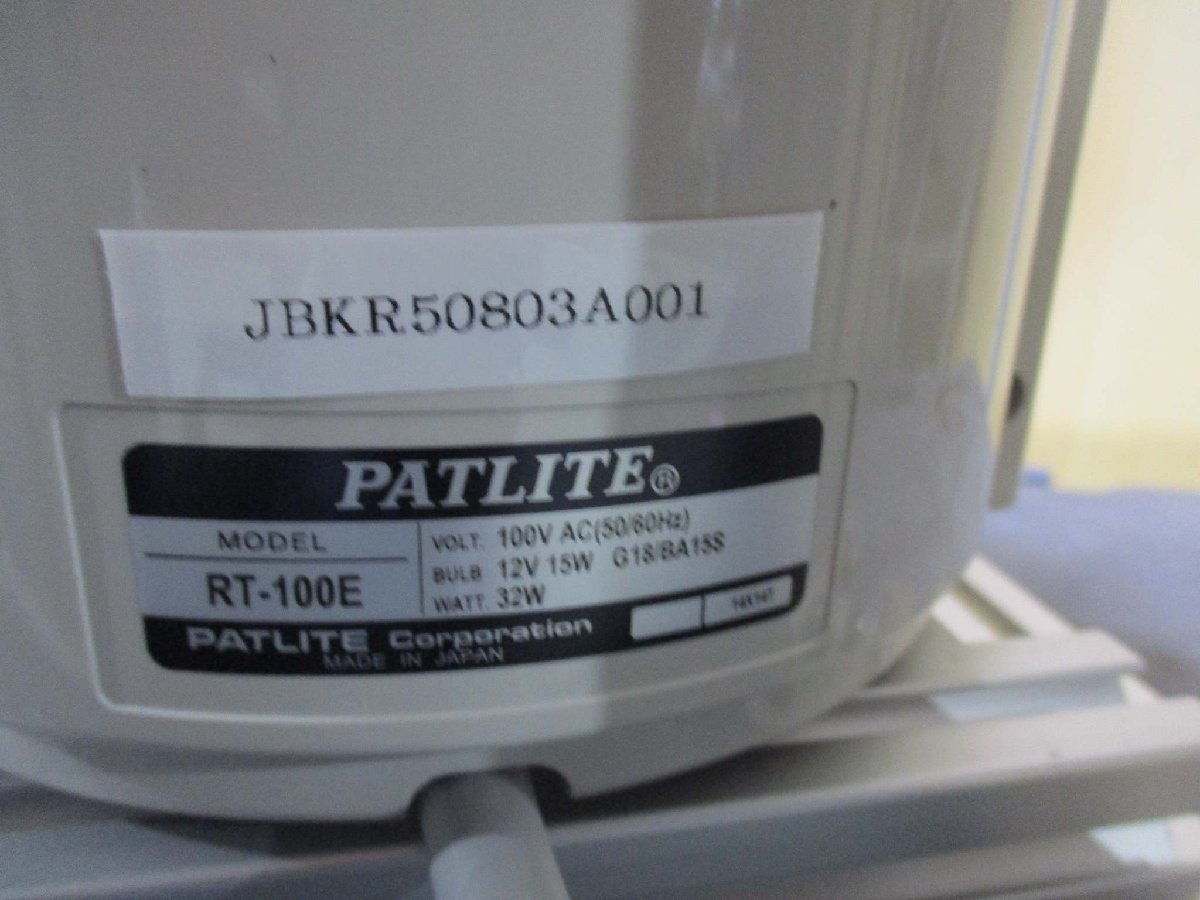 JBKR50803A001
PATLITE®
MODEL
RT-100E
VOLT. 100V AC(50/60Hz)
BULB 12V 15W G18/BA15S
WATT. 32W
PATLITE Corporation
MADE IN JAPAN